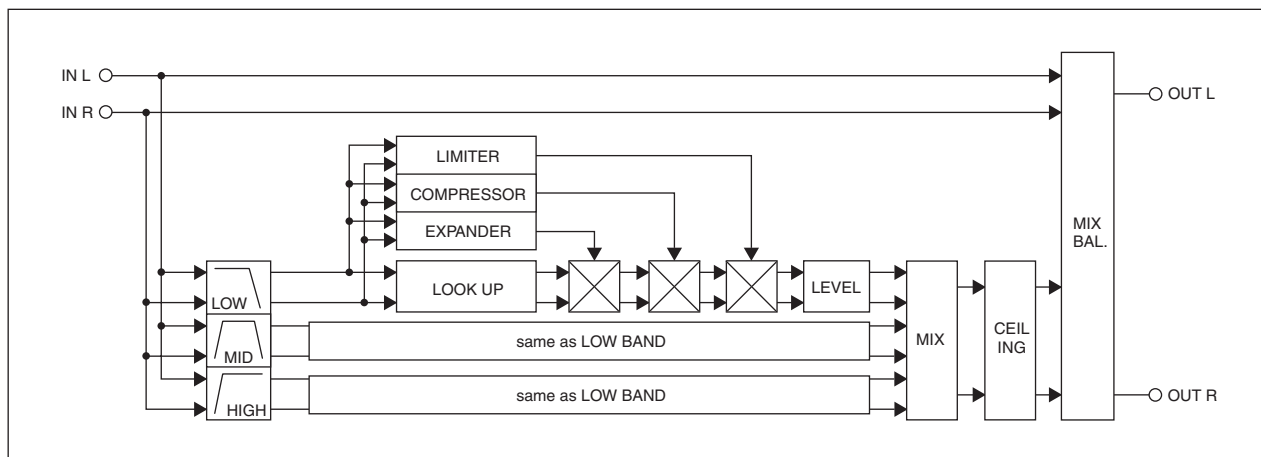 IN L
IN R
OUT L
LIMITER
COMPRESSOR
EXPANDER
MIX
BAL.
LOOK UP
LEVEL
LOW
same as LOW BAND
MID
MIX
CEIL
ING
same as LOW BAND
HIGH
OUT R